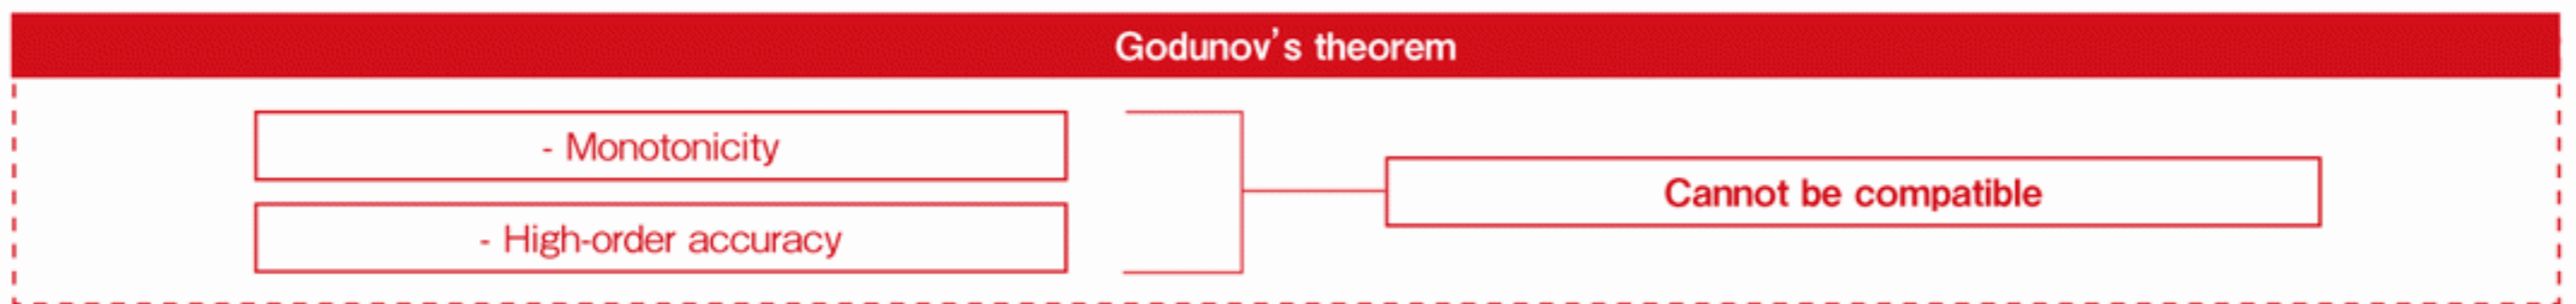 Godunov’s theorem
- Monotonicity
- High-order accuracy
Cannot be compatible